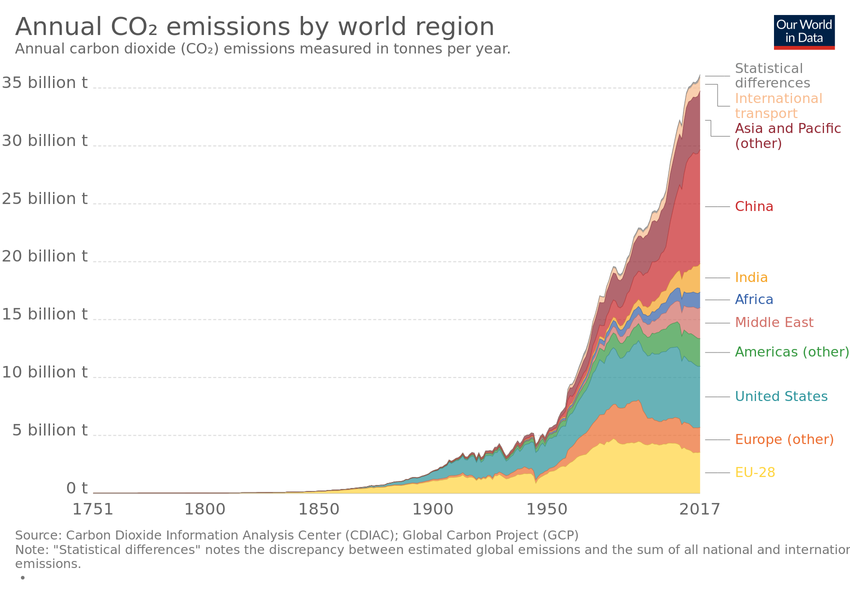 Annual CO₂ emissions by world region
Annual carbon dioxide (CO₂) emissions measured in tonnes per year.
Our World
in Data
35 billion t
30 billion t
25 billion t
20 billion t
15 billion t
10 billion t
5 billion t
0 t
1751
1800
1850
1900
1950
2017
Statistical
differences
International
transport
Asia and Pacific
(other)
China
India
Africa
Middle East
Americas (other)
United States
Europe (other)
EU-28
Source: Carbon Dioxide Information Analysis Center (CDIAC); Global Carbon Project (GCP)
Note: "Statistical differences" notes the discrepancy between estimated global emissions and the sum of all national and internation
emissions.
•